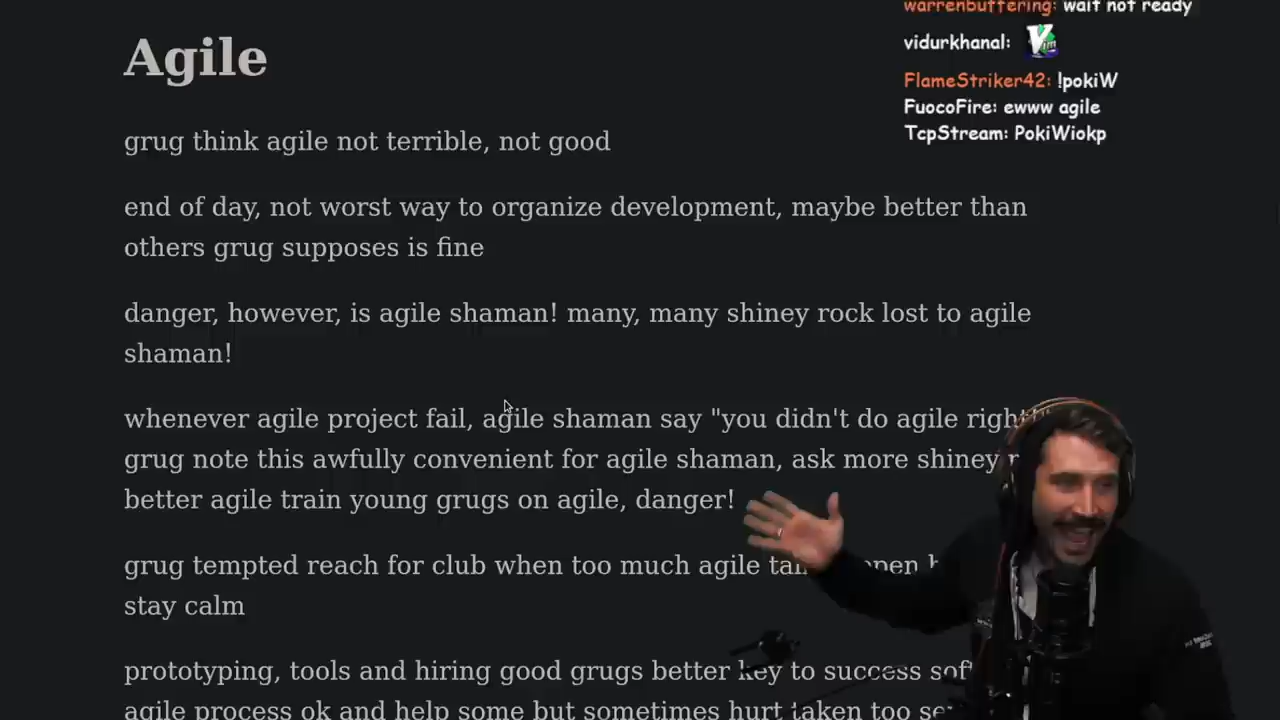 Agile
grug think agile not terrible, not good
end of day, not worst way to organize development, maybe better than
others grug supposes is fine
danger, however, is agile shaman! many, many shiney rock lost to agile
shaman!
whenever agile project fail, agile shaman say "you didn't do agile right!"
grug note this awfully convenient for agile shaman, ask more shiney
better agile train young grugs on agile, danger!
grug tempted reach for club when too much agile
stay calm
prototyping, tools and hiring good grugs better key to success
agile process ok and help some but sometimes hurt taken too
warrenbuffering: wait not ready
vidurkhanal: Vim
FlameStriker42: !pokiW
FuocoFire: ewww agile
TcpStream: PokiWiokp